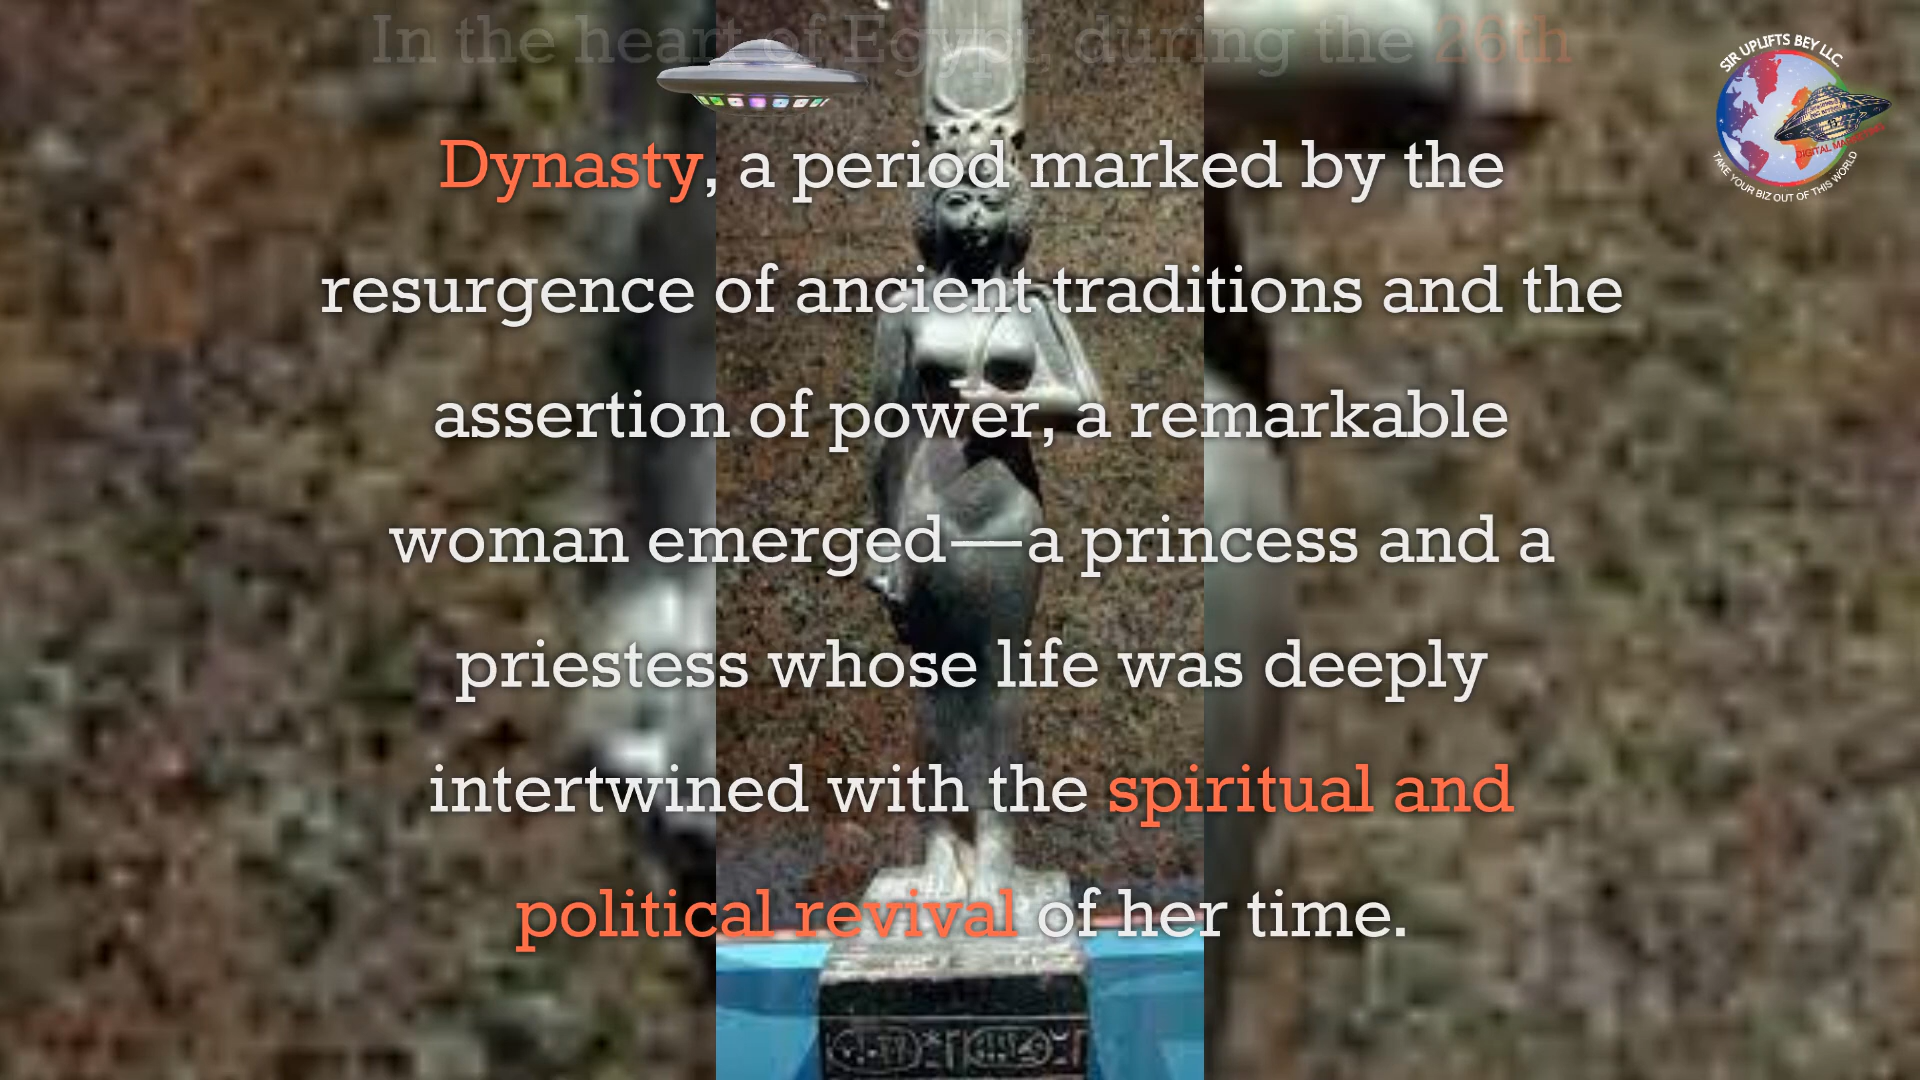 In the heart of Egypt, during the 26th
Dynasty, a period marked by the
resurgence of ancient traditions and the
assertion of power, a remarkable
woman emerged—a princess and a
priestess whose life was deeply
intertwined with the spiritual and
political revival of her time.
SIR UPLIFTS BEY LLC.
DIGITAL MARKETING
TAKE YOUR BIZ OUT OF THIS WORLD